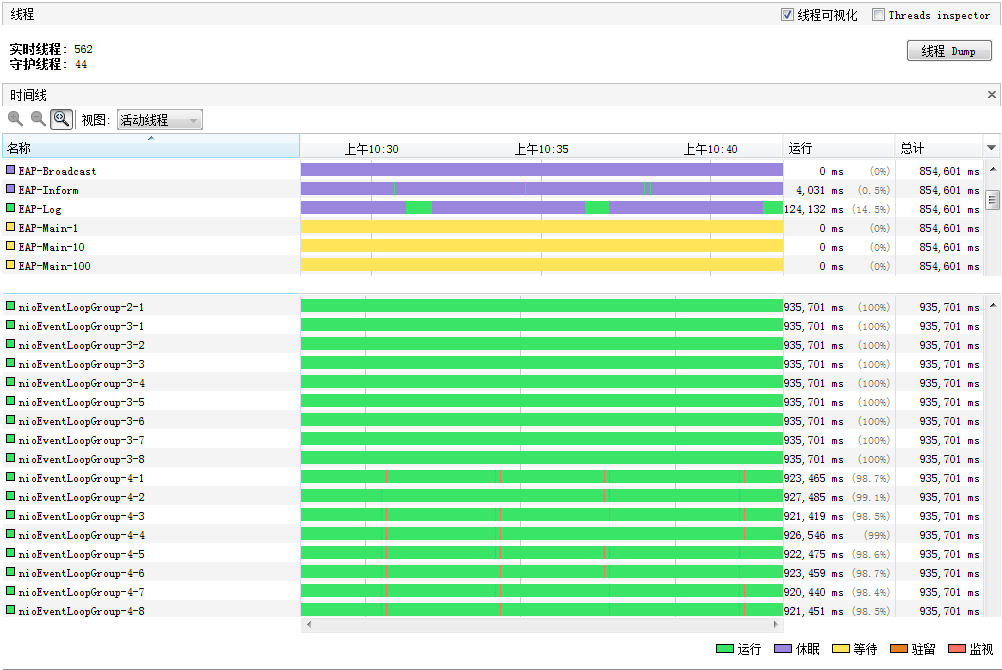 线程 线程可视化 Threads inspector
实时线程: 562
守护线程: 44
线程 Dump
时间线
视图: 活动线程
名称 上午10:30 上午10:35 上午10:40 运行 总计
EAP-Broadcast 0 ms (0%) 854,601 ms
EAP-Inform 4,031 ms (0.5%) 854,601 ms
EAP-Log 124,132 ms (14.5%) 854,601 ms
EAP-Main-1 0 ms (0%) 854,601 ms
EAP-Main-10 0 ms (0%) 854,601 ms
EAP-Main-100 0 ms (0%) 854,601 ms
nioEventLoopGroup-2-1 935,701 ms (100%) 935,701 ms
nioEventLoopGroup-3-1 935,701 ms (100%) 935,701 ms
nioEventLoopGroup-3-2 935,701 ms (100%) 935,701 ms
nioEventLoopGroup-3-3 935,701 ms (100%) 935,701 ms
nioEventLoopGroup-3-4 935,701 ms (100%) 935,701 ms
nioEventLoopGroup-3-5 935,701 ms (100%) 935,701 ms
nioEventLoopGroup-3-6 935,701 ms (100%) 935,701 ms
nioEventLoopGroup-3-7 935,701 ms (100%) 935,701 ms
nioEventLoopGroup-3-8 935,701 ms (100%) 935,701 ms
nioEventLoopGroup-4-1 923,465 ms (98.7%) 935,701 ms
nioEventLoopGroup-4-2 927,485 ms (99.1%) 935,701 ms
nioEventLoopGroup-4-3 921,419 ms (98.5%) 935,701 ms
nioEventLoopGroup-4-4 926,546 ms (99%) 935,701 ms
nioEventLoopGroup-4-5 922,475 ms (98.6%) 935,701 ms
nioEventLoopGroup-4-6 923,459 ms (98.7%) 935,701 ms
nioEventLoopGroup-4-7 920,440 ms (98.4%) 935,701 ms
nioEventLoopGroup-4-8 921,451 ms (98.5%) 935,701 ms
运行 休眠 等待 驻留 监视